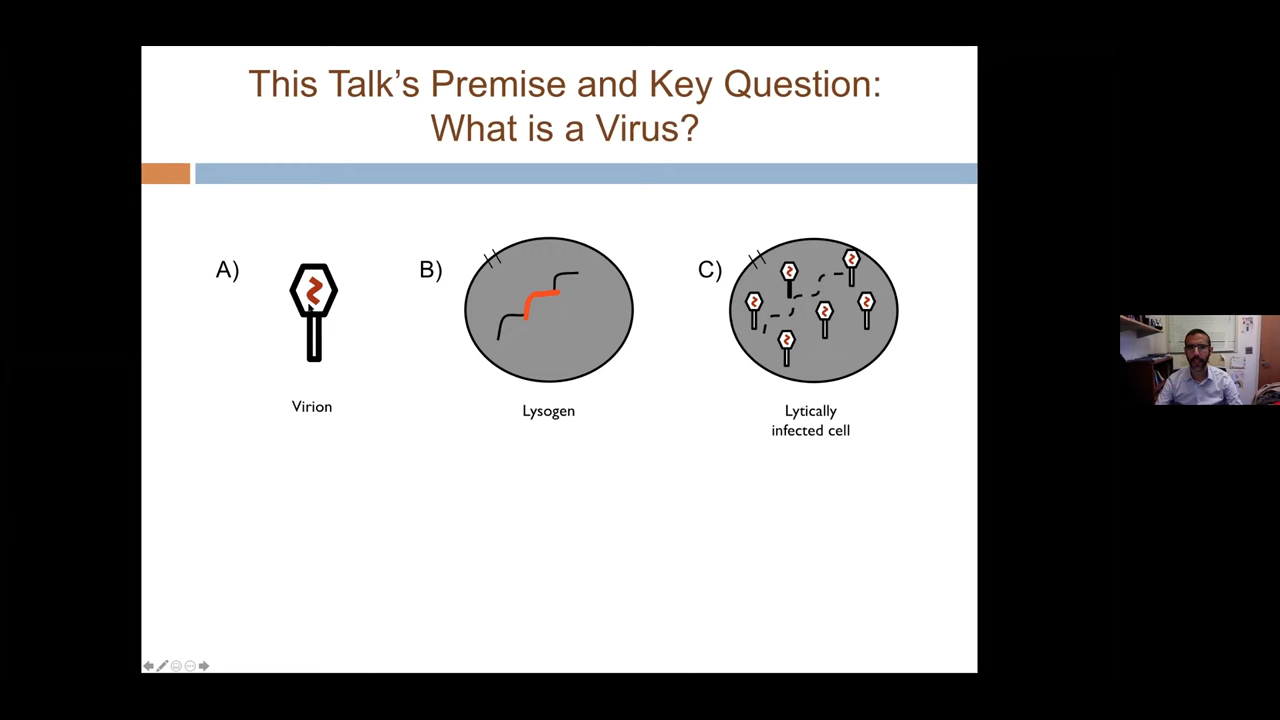 This Talk’s Premise and Key Question:
What is a Virus?
A)
B)
C)
Virion
Lysogen
Lytically
infected cell